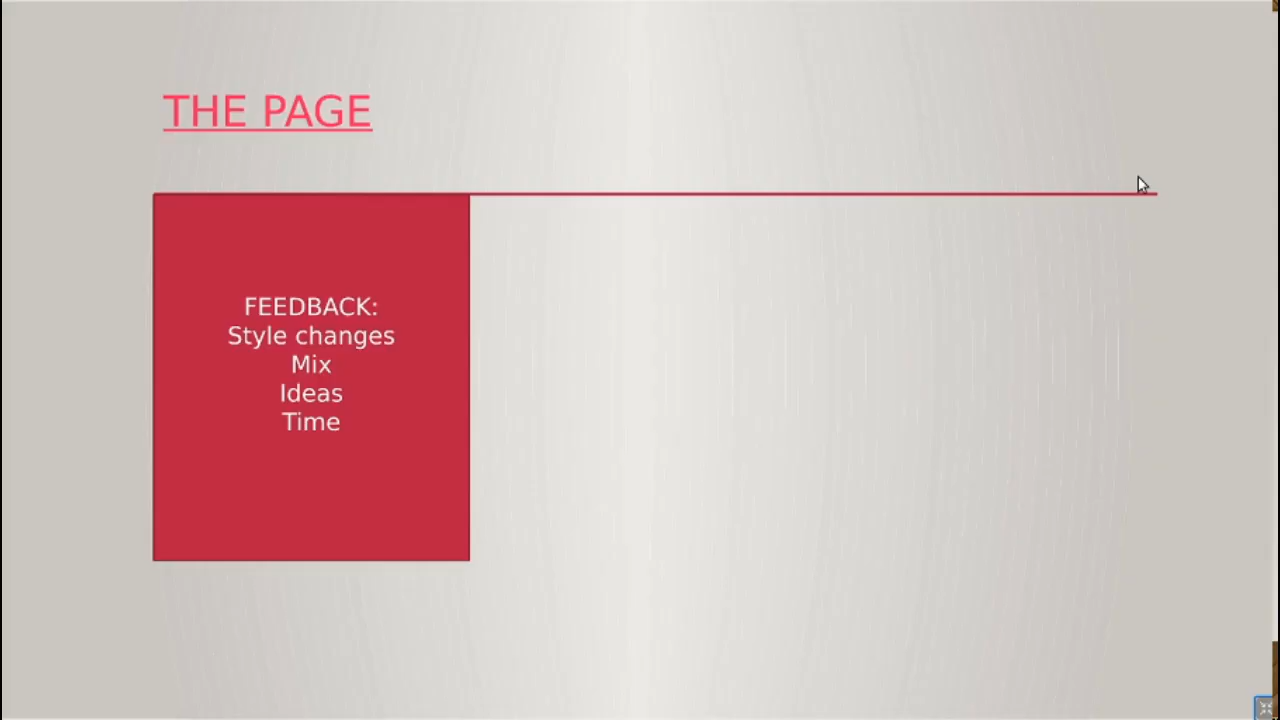 THE PAGE
FEEDBACK:
Style changes
Mix
Ideas
Time